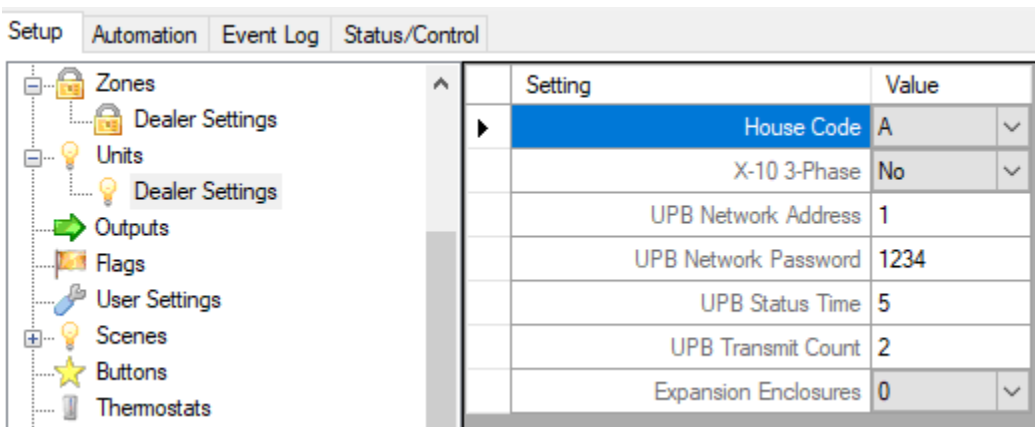 Setup Automation Event Log Status/Control
Zones
Dealer Settings
Units
Dealer Settings
Outputs
Flags
User Settings
Scenes
Buttons
Thermostats
Setting Value
House Code A
X-10 3-Phase No
UPB Network Address 1
UPB Network Password 1234
UPB Status Time 5
UPB Transmit Count 2
Expansion Enclosures 0